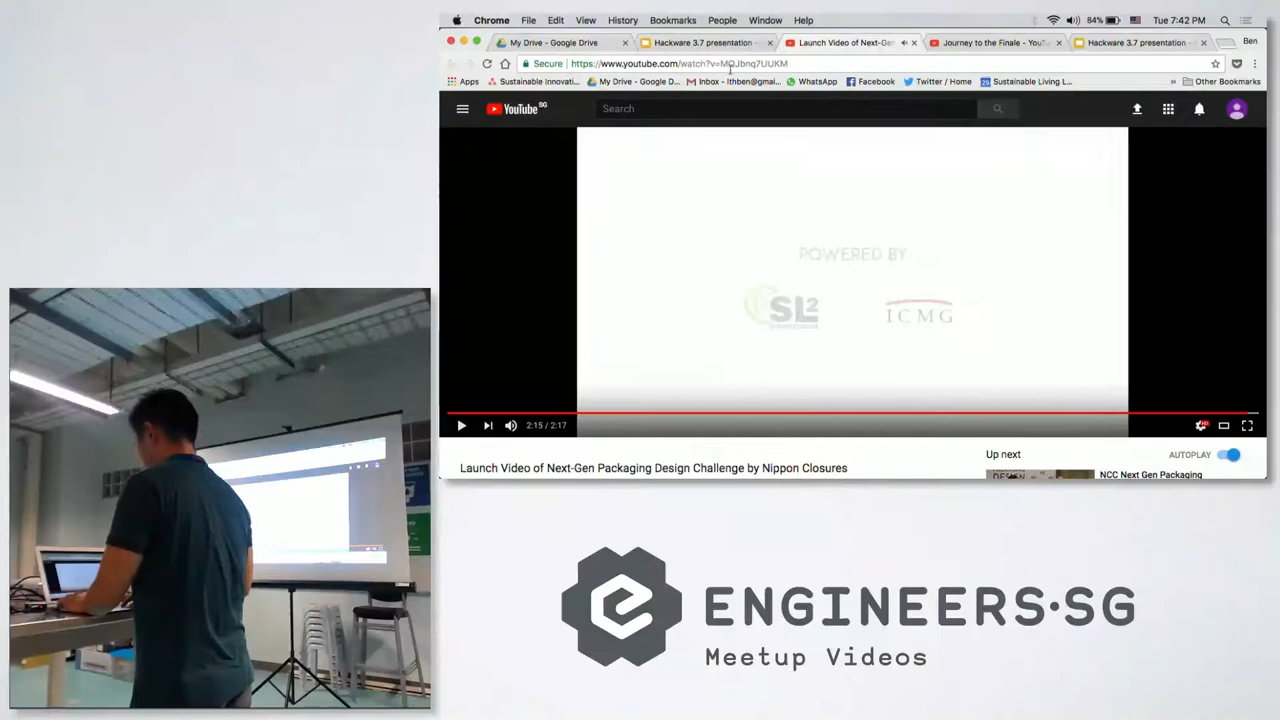 Chrome File Edit View History Bookmarks People Window Help 84% Tue 7:42 PM
My Drive - Google Drive Hackware 3.7 presentation - Launch Video of Next-Ge Journey to the Finale - YouT Hackware 3.7 presentation - Ben
Secure https://www.youtube.com/watch?v=MQJbnq7UUKM
Apps Sustainable Innovati... My Drive - Google D... Inbox - lthben@gmai... WhatsApp Facebook Twitter / Home Sustainable Living L... » Other Bookmarks
YouTube SG Search
POWERED BY
SL2
ICMG
2:15 / 2:17
Launch Video of Next-Gen Packaging Design Challenge by Nippon Closures
Up next AUTOPLAY
NCC Next Gen Packaging
ENGINEERS·SG
Meetup Videos